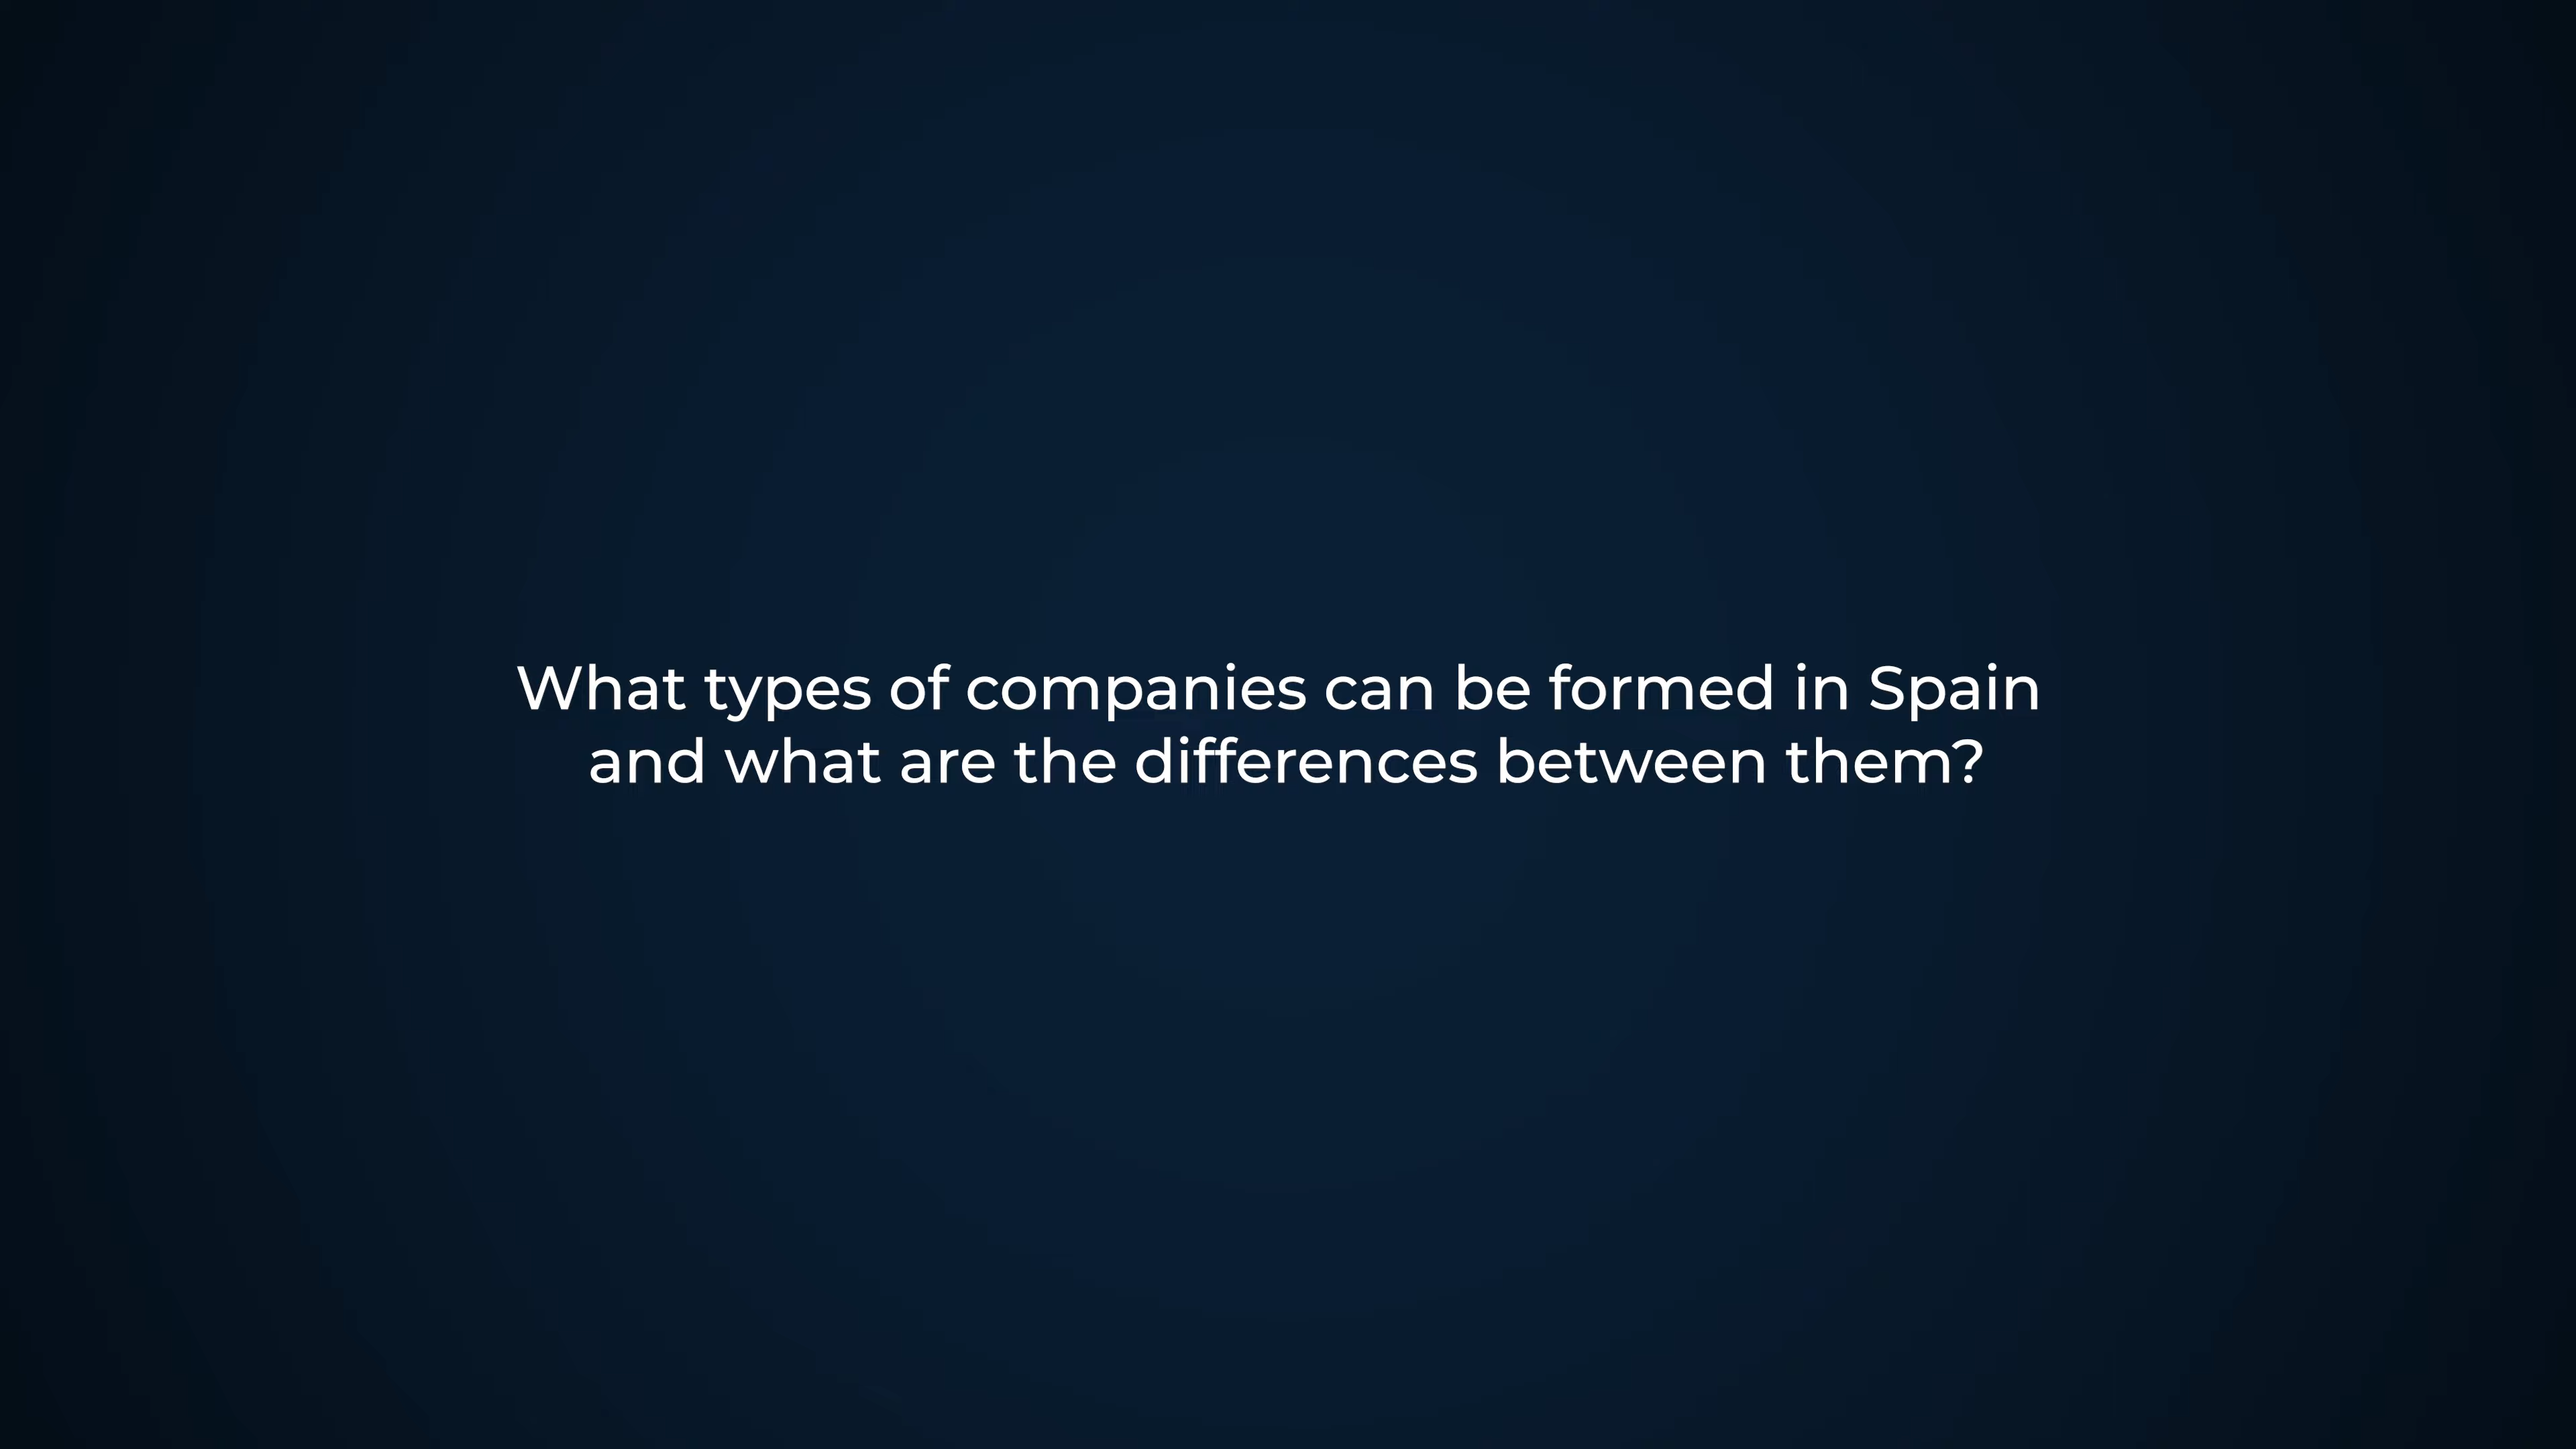 What types of companies can be formed in Spain
and what are the differences between them?